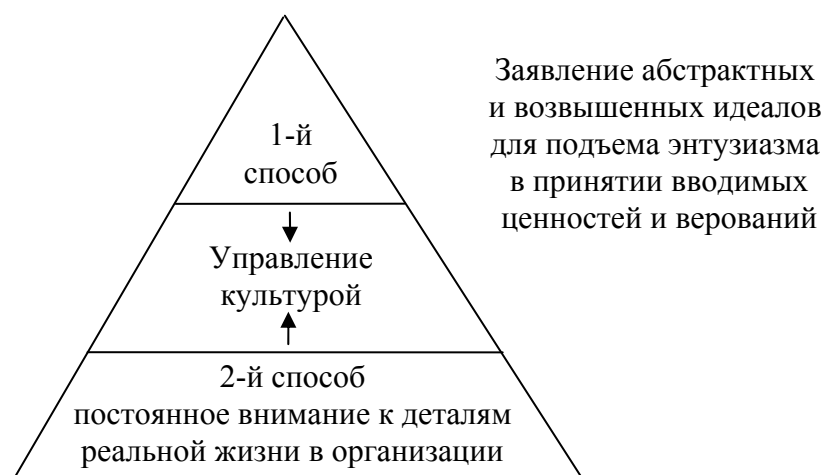 Заявление абстрактных
и возвышенных идеалов
для подъема энтузиазма
в принятии вводимых
ценностей и верований
1-й
способ
Управление
культурой
2-й способ
постоянное внимание к деталям
реальной жизни в организации